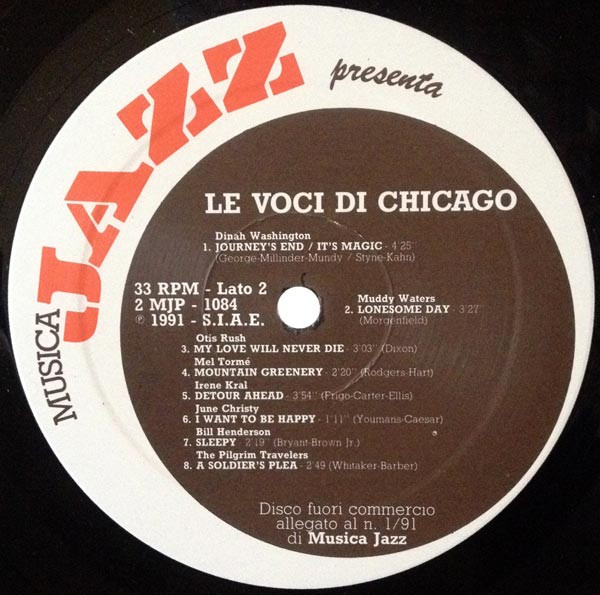 MUSICA JAZZ presenta
LE VOCI DI CHICAGO
Dinah Washington
1. JOURNEY'S END / IT'S MAGIC - 4'25''
(George-Millinder-Mundy / Styne-Kahn)
33 RPM - Lato 2
2 MJP - 1084
℗ 1991 - S.I.A.E.
Muddy Waters
2. LONESOME DAY - 3'27''
(Morgenfield)
Otis Rush
3. MY LOVE WILL NEVER DIE - 3'03'' (Dixon)
Mel Tormé
4. MOUNTAIN GREENERY - 2'20'' (Rodgers-Hart)
Irene Kral
5. DETOUR AHEAD - 3'54'' (Frigo-Carter-Ellis)
June Christy
6. I WANT TO BE HAPPY - 1'11'' (Youmans-Caesar)
Bill Henderson
7. SLEEPY - 2'19'' (Bryant-Brown Jr.)
The Pilgrim Travelers
8. A SOLDIER'S PLEA - 2'49 (Whitaker-Barber)
Disco fuori commercio
allegato al n. 1/91
di Musica Jazz